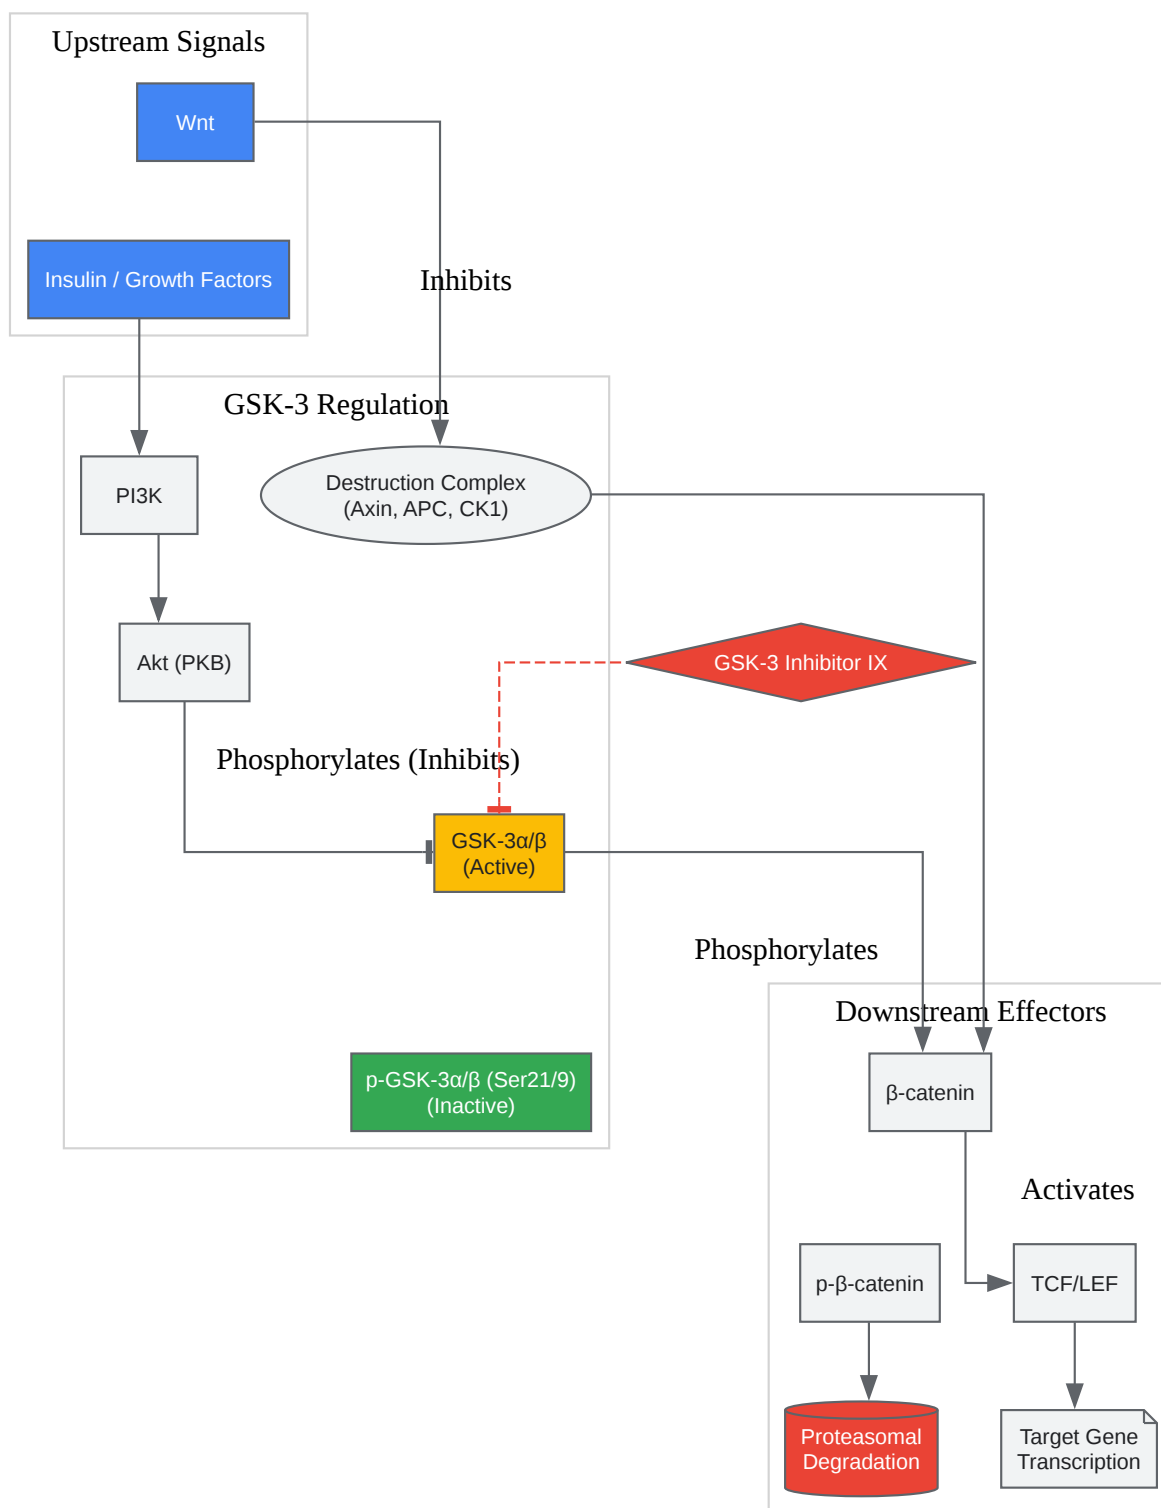 Upstream Signals
Wnt
Insulin / Growth Factors
Inhibits
GSK-3 Regulation
Destruction Complex
(Axin, APC, CK1)
PI3K
Akt (PKB)
GSK-3 Inhibitor IX
Phosphorylates (Inhibits)
GSK-3α/β
(Active)
Phosphorylates
Downstream Effectors
p-GSK-3α/β (Ser21/9)
(Inactive)
β-catenin
Activates
p-β-catenin
TCF/LEF
Proteasomal
Degradation
Target Gene
Transcription